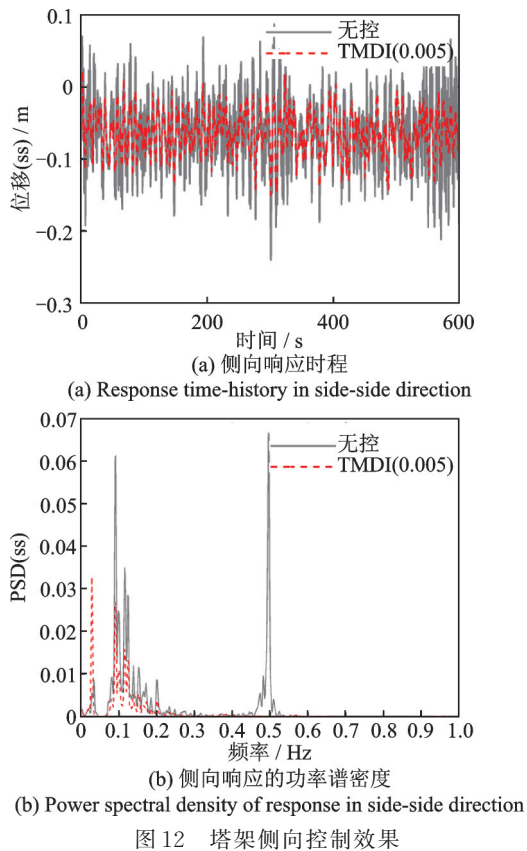 0.1
无控
TMDI(0.005)
0
−0.1
−0.2
−0.3
位移(ss) / m
0 200 400 600
时间 / s
(a) 侧向响应时程
(a) Response time-history in side-side direction
0.07
无控
0.06
TMDI(0.005)
0.05
0.04
0.03
0.02
0.01
0
PSD(ss)
0 0.1 0.2 0.3 0.4 0.5 0.6 0.7 0.8 0.9 1.0
频率 / Hz
(b) 侧向响应的功率谱密度
(b) Power spectral density of response in side-side direction
图 12 塔架侧向控制效果